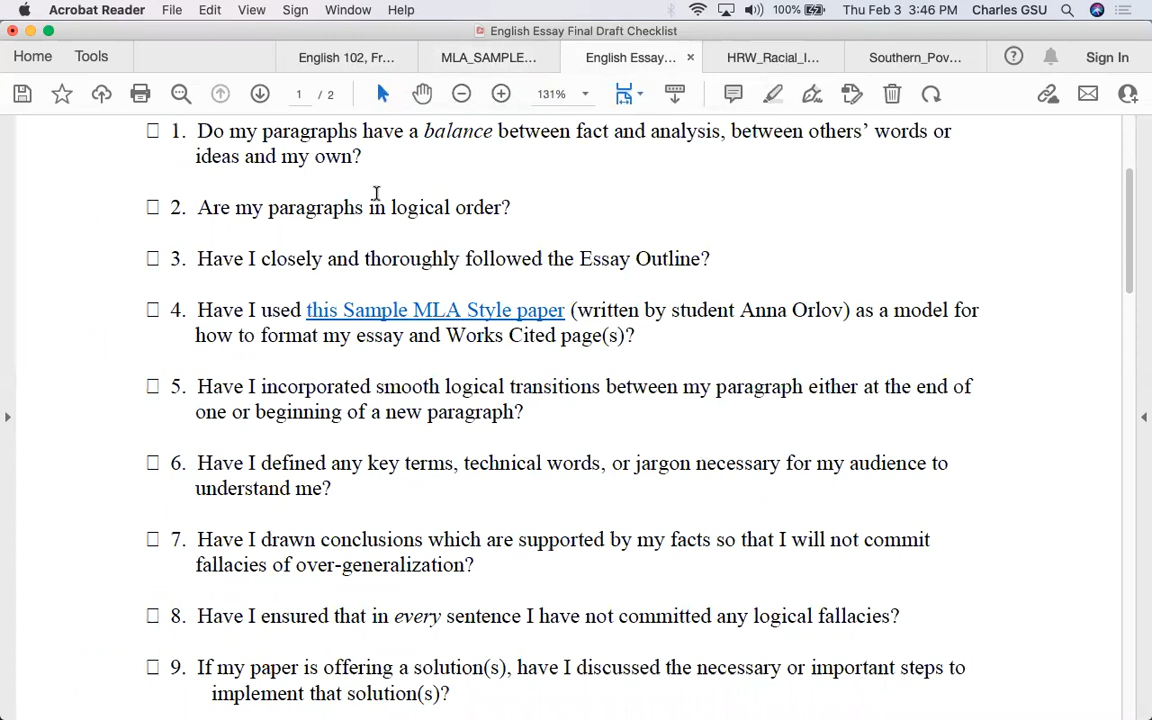 Acrobat Reader File Edit View Sign Window Help 100% Thu Feb 3 3:46 PM Charles GSU
English Essay Final Draft Checklist
Home Tools English 102, Fr... MLA_SAMPLE... English Essay... × HRW_Racial_I... Southern_Pov... Sign In
1 / 2 131%
☐ 1. Do my paragraphs have a balance between fact and analysis, between others’ words or
ideas and my own?
☐ 2. Are my paragraphs in logical order?
☐ 3. Have I closely and thoroughly followed the Essay Outline?
☐ 4. Have I used this Sample MLA Style paper (written by student Anna Orlov) as a model for
how to format my essay and Works Cited page(s)?
☐ 5. Have I incorporated smooth logical transitions between my paragraph either at the end of
one or beginning of a new paragraph?
☐ 6. Have I defined any key terms, technical words, or jargon necessary for my audience to
understand me?
☐ 7. Have I drawn conclusions which are supported by my facts so that I will not commit
fallacies of over-generalization?
☐ 8. Have I ensured that in every sentence I have not committed any logical fallacies?
☐ 9. If my paper is offering a solution(s), have I discussed the necessary or important steps to
implement that solution(s)?